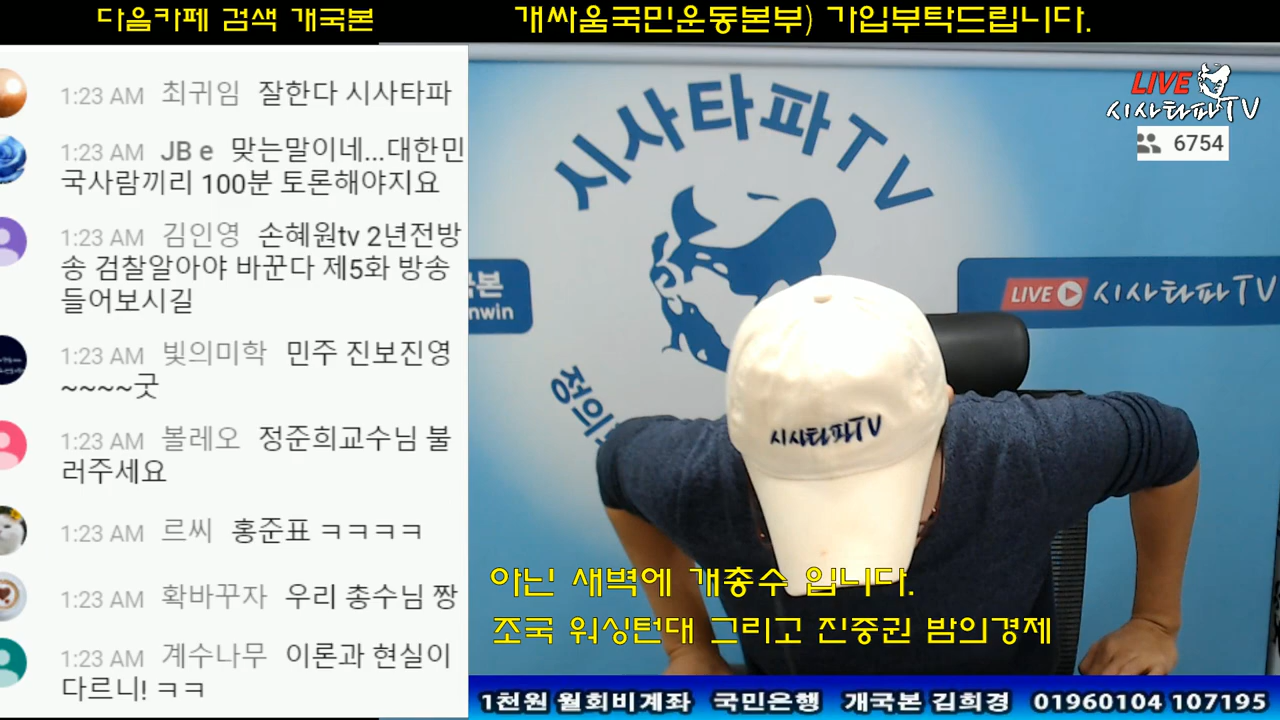 다음카페 검색 개국본
개싸움국민운동본부) 가입부탁드립니다.
1:23 AM 최귀임 잘한다 시사타파
1:23 AM JB e 맞는말이네...대한민
국사람끼리 100분 토론해야지요
1:23 AM 김인영 손혜원tv 2년전방
송 검찰알아야 바꾼다 제5화 방송
들어보시길
1:23 AM 빛의미학 민주 진보진영
~~~~굿
1:23 AM 볼레오 정준희교수님 불
러주세요
1:23 AM 르씨 홍준표 ㅋㅋㅋㅋ
1:23 AM 확바꾸자 우리 총수님 짱
1:23 AM 계수나무 이론과 현실이
다르니! ㅋㅋ
LIVE
시사타파TV
6754
시사타파TV
국본
nwin
LIVE 시사타파TV
정의
시사타파TV
아닌 새벽에 개총수 입니다.
조국 워싱턴대 그리고 진중권 밤의경제
1천원 월회비계좌 국민은행 개국본 김희경 01960104 107195